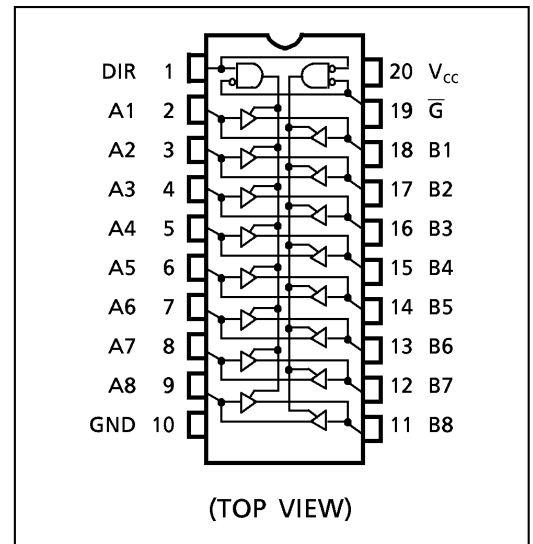 DIR 1 20 V_CC
A1 2 19 G̅
A2 3 18 B1
A3 4 17 B2
A4 5 16 B3
A5 6 15 B4
A6 7 14 B5
A7 8 13 B6
A8 9 12 B7
GND 10 11 B8
(TOP VIEW)